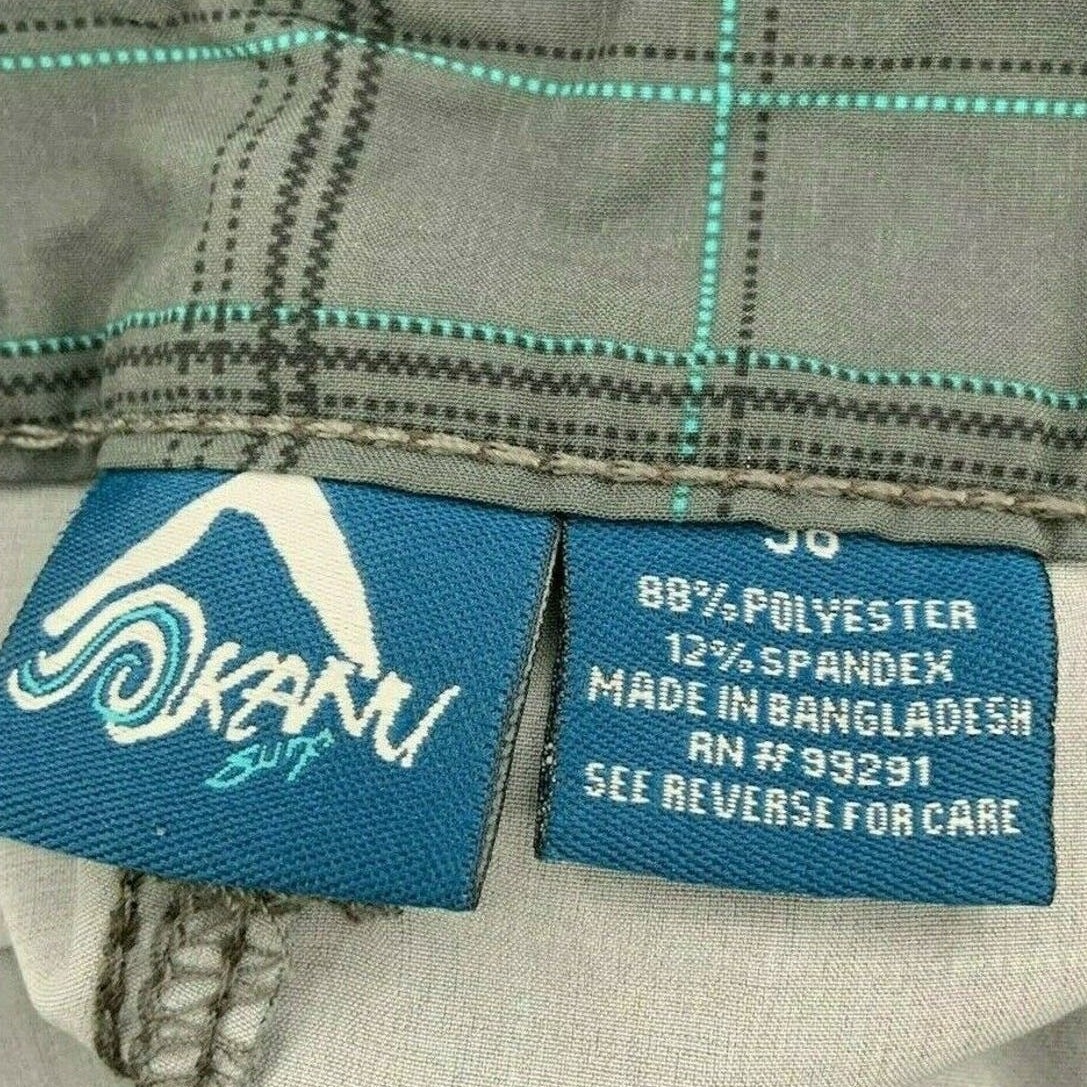 KANU
Surf
88% POLYESTER
12% SPANDEX
MADE IN BANGLADESH
RN # 99291
SEE REVERSE FOR CARE